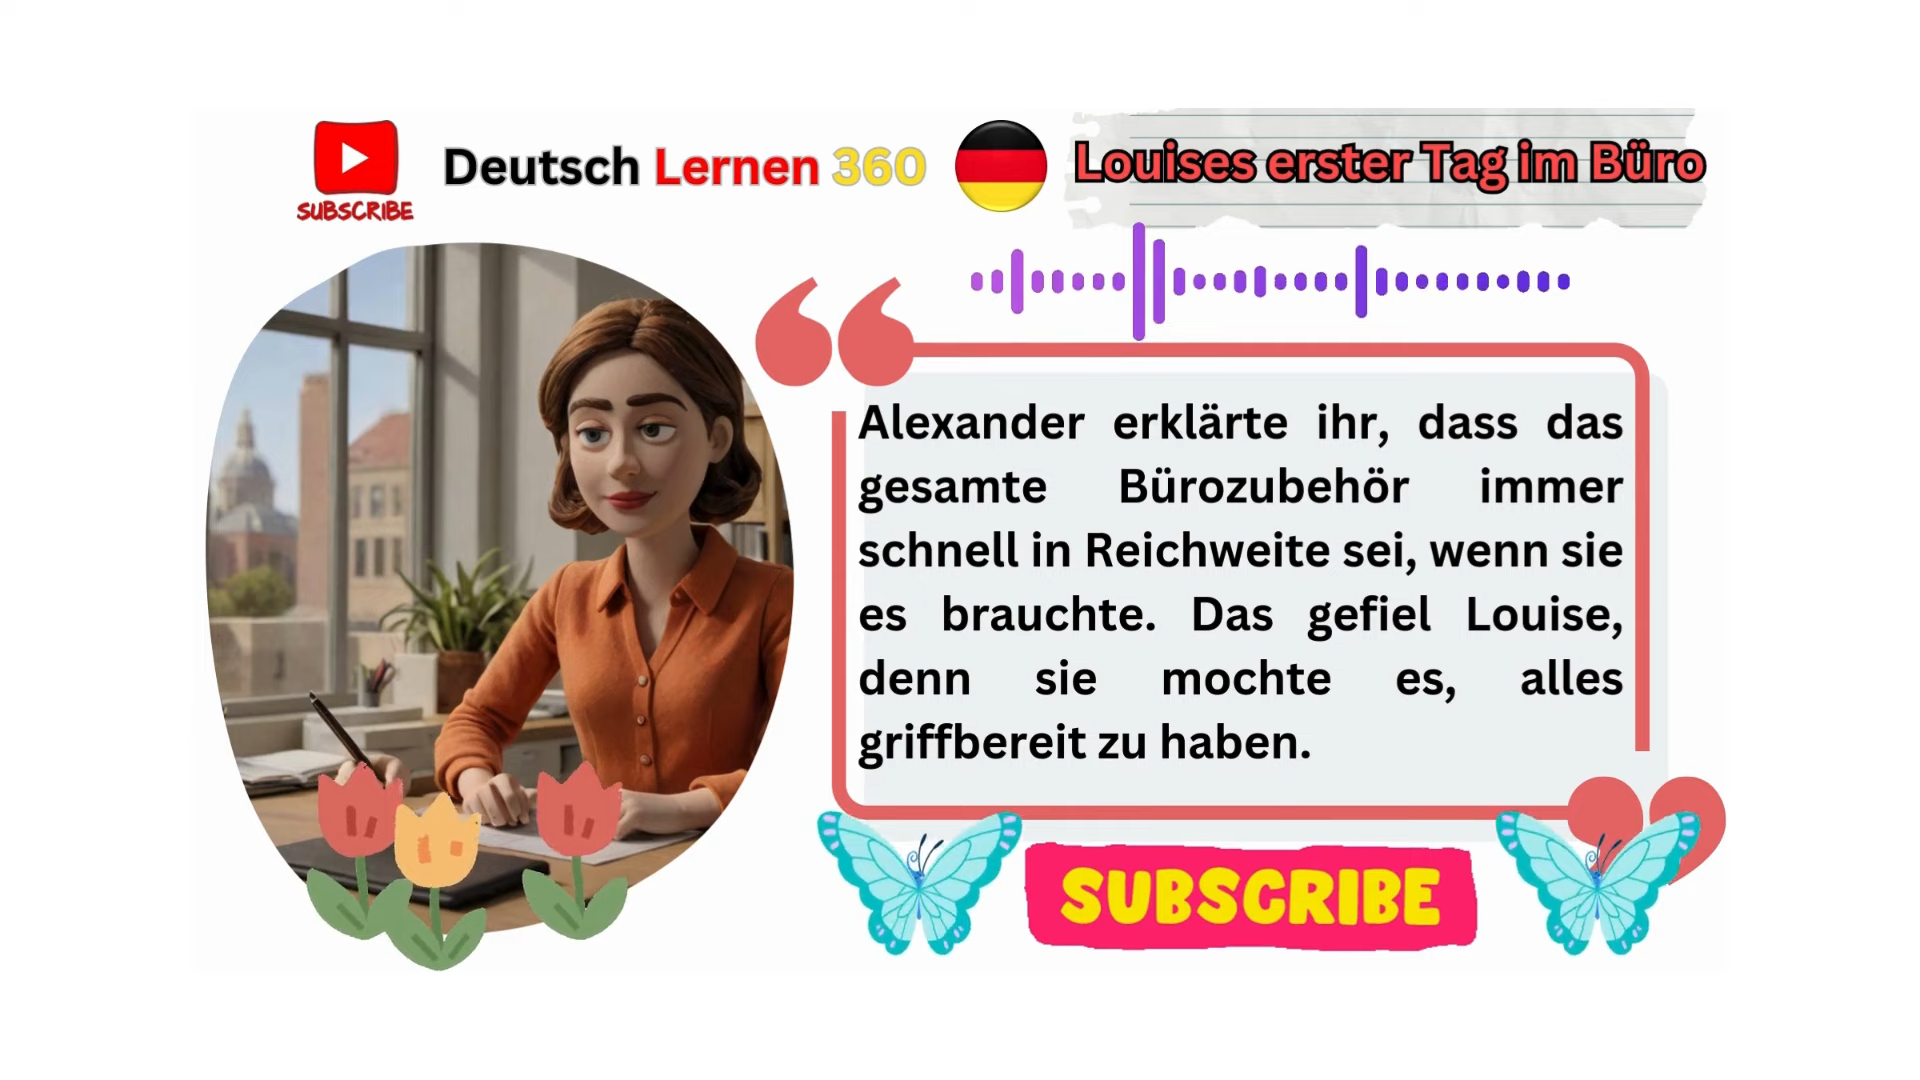 SUBSCRIBE
Deutsch Lernen 360
Louises erster Tag im Büro
Alexander erklärte ihr, dass das
gesamte Bürozubehör immer
schnell in Reichweite sei, wenn sie
es brauchte. Das gefiel Louise,
denn sie mochte es, alles
griffbereit zu haben.
SUBSCRIBE